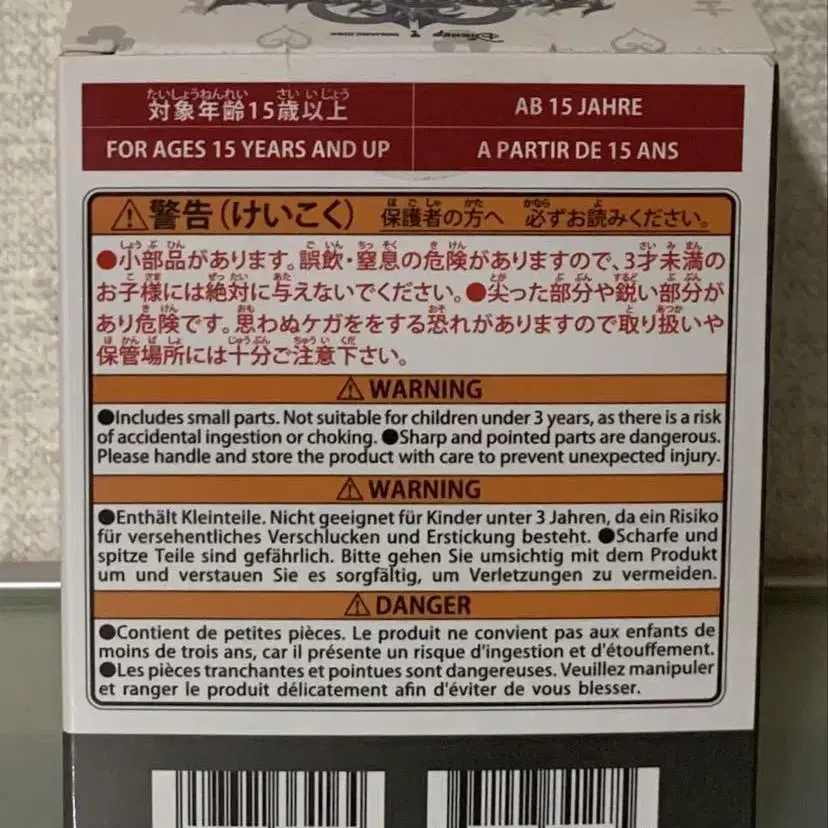 Disney
対象年齢15歳以上
AB 15 JAHRE
FOR AGES 15 YEARS AND UP
A PARTIR DE 15 ANS
⚠警告(けいこく) 保護者の方へ 必ずお読みください。
●小部品があります。誤飲・窒息の危険がありますので、3才未満の
お子様には絶対に与えないでください。●尖った部分や鋭い部分が
あり危険です。思わぬケガををする恐れがありますので取り扱いや
保管場所には十分ご注意下さい。
⚠ WARNING
●Includes small parts. Not suitable for children under 3 years, as there is a risk
of accidental ingestion or choking. ●Sharp and pointed parts are dangerous.
Please handle and store the product with care to prevent unexpected injury.
⚠ WARNING
●Enthält Kleinteile. Nicht geeignet für Kinder unter 3 Jahren, da ein Risiko
für versehentliches Verschlucken und Erstickung besteht. ●Scharfe und
spitze Teile sind gefährlich. Bitte gehen Sie umsichtig mit dem Produkt
um und verstauen Sie es sorgfältig, um Verletzungen zu vermeiden.
⚠ DANGER
●Contient de petites pièces. Le produit ne convient pas aux enfants de
moins de trois ans, car il présente un risque d'ingestion et d'étouffement.
●Les pièces tranchantes et pointues sont dangereuses. Veuillez manipuler
et ranger le produit délicatement afin d'éviter de vous blesser.